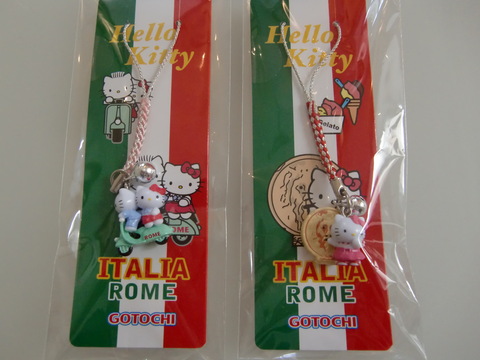 Hello
Kitty
ROME
ROME
ITALIA
ROME
GOTOCHI
Hello
Kitty
Gelato
ITALIA
ROME
GOTOCHI